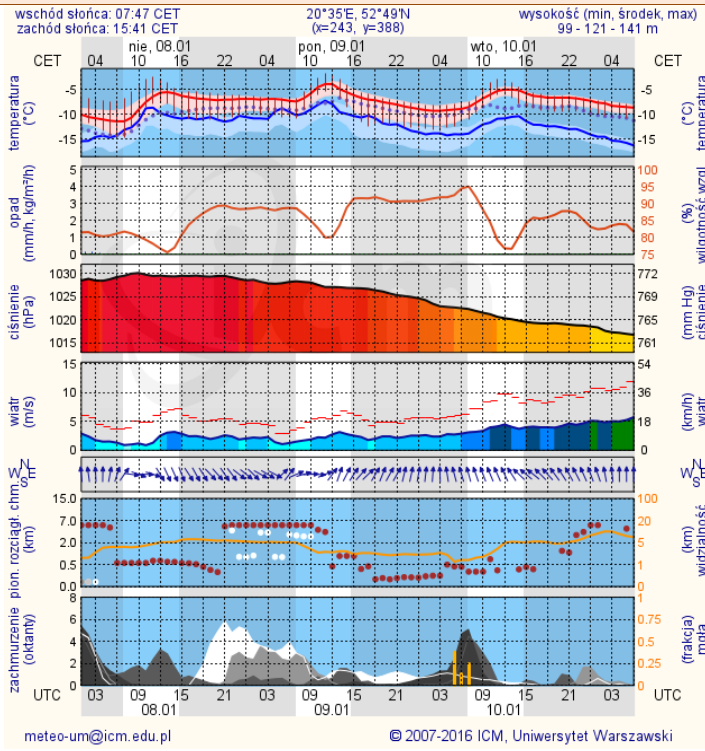 wschód słońca: 07:47 CET 20°35'E, 52°49'N wysokość (min, środek, max)
zachód słońca: 15:41 CET (x=243, y=388) 99 - 121 - 141 m
nie, 08.01 pon, 09.01 wto, 10.01
CET 04 10 16 22 04 10 16 22 04 10 16 22 04 CET
temperatura (°C) -5 -10 -15 -5 -10 -15 (°C) temperatura
opad (mm/h, kg/m²/h) 5 4 3 2 1 0 100 95 90 85 80 75 (%) wilgotność wzgl.
ciśnienie (hPa) 1030 1025 1020 1015 772 769 765 761 (mm Hg) ciśnienie
wiatr (m/s) 15 10 5 0 54 36 18 0 (km/h) wiatr
N W E S N W E S
pion. rozciągł. chm. (km) 15.0 7.0 2.0 0.5 0.0 100 20 5 1 0 (km) widzialność
zachmurzenie (oktanty) 8 6 4 2 0 1 0.75 0.5 0.25 0 (frakcja) mgła
UTC 03 09 15 21 03 09 15 21 03 09 15 21 03 UTC
08.01 09.01 10.01
meteo-um@icm.edu.pl © 2007-2016 ICM, Uniwersytet Warszawski